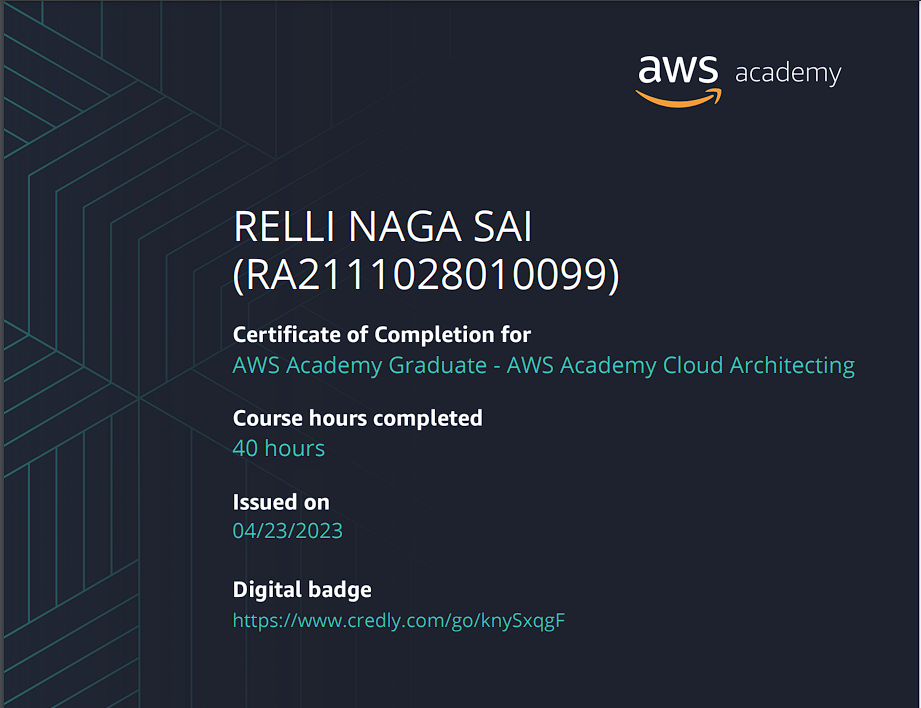 aws academy
RELLI NAGA SAI
(RA2111028010099)
Certificate of Completion for
AWS Academy Graduate - AWS Academy Cloud Architecting
Course hours completed
40 hours
Issued on
04/23/2023
Digital badge
https://www.credly.com/go/knySxqgF